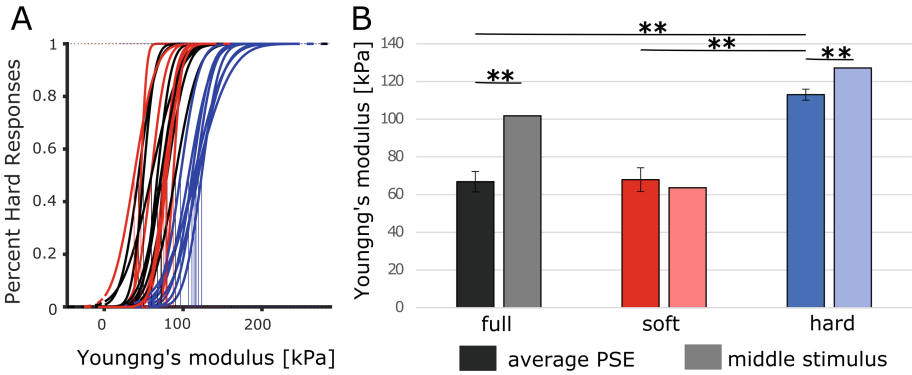 A
Percent Hard Responses
1
0.8
0.6
0.4
0.2
0
0 100 200
Youngng's modulus [kPa]
B
Youngng's modulus [kPa]
140
120
100
80
60
40
20
0
**
**
**
**
full soft hard
average PSE middle stimulus